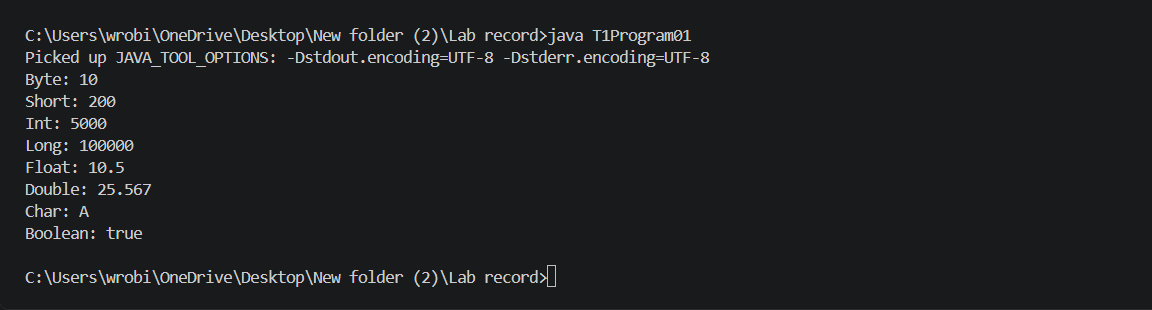 C:\Users\wrobi\OneDrive\Desktop\New folder (2)\Lab record>java T1Program01
Picked up JAVA_TOOL_OPTIONS: -Dstdout.encoding=UTF-8 -Dstderr.encoding=UTF-8
Byte: 10
Short: 200
Int: 5000
Long: 100000
Float: 10.5
Double: 25.567
Char: A
Boolean: true
C:\Users\wrobi\OneDrive\Desktop\New folder (2)\Lab record>